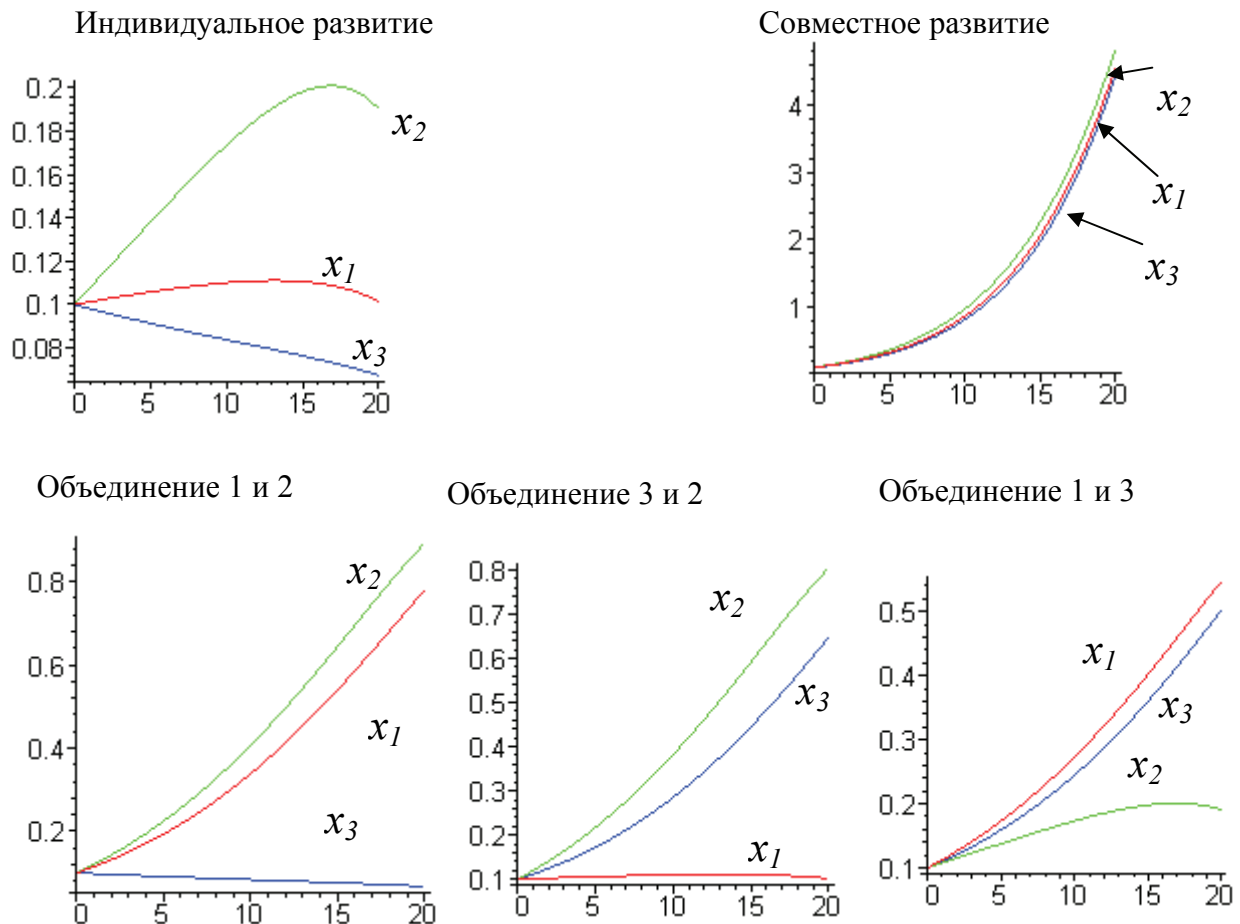 Индивидуальное развитие
Совместное развитие
0.2
0.18
0.16
0.14
0.12
0.1
0.08
0 5 10 15 20
x2
x1
x3
4
3
2
1
0 5 10 15 20
x2
x1
x3
Объединение 1 и 2
Объединение 3 и 2
Объединение 1 и 3
0.8
0.6
0.4
0.2
0 5 10 15 20
x2
x1
x3
0.8
0.7
0.6
0.5
0.4
0.3
0.2
0.1
0 5 10 15 20
x2
x3
x1
0.5
0.4
0.3
0.2
0.1
0 5 10 15 20
x1
x3
x2